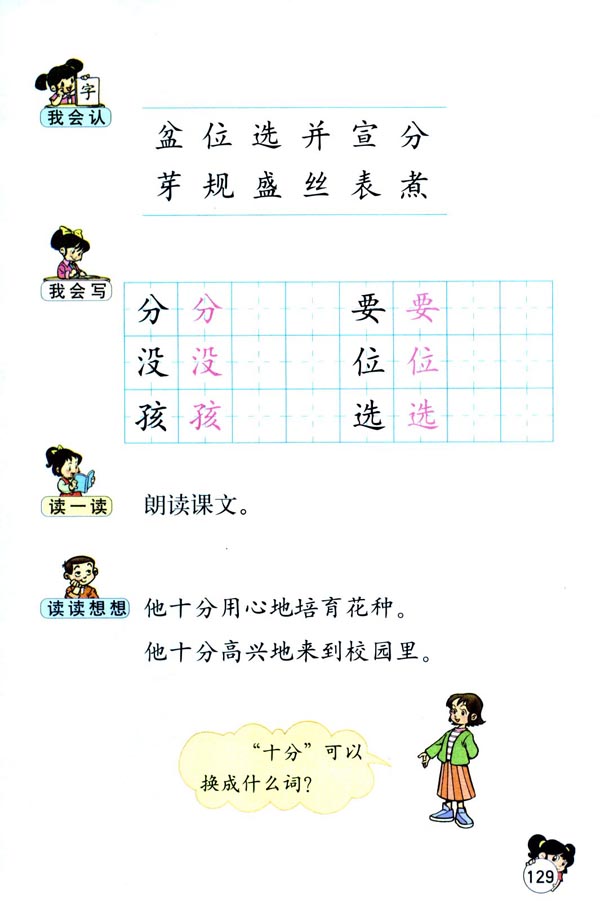 字
我会认
盆 位 选 并 宣 分
芽 规 盛 丝 表 煮
我会写
分 分 要 要
没 没 位 位
孩 孩 选 选
读一读 朗读课文。
读读想想 他十分用心地培育花种。
他十分高兴地来到校园里。
“十分”可以
换成什么词？
129